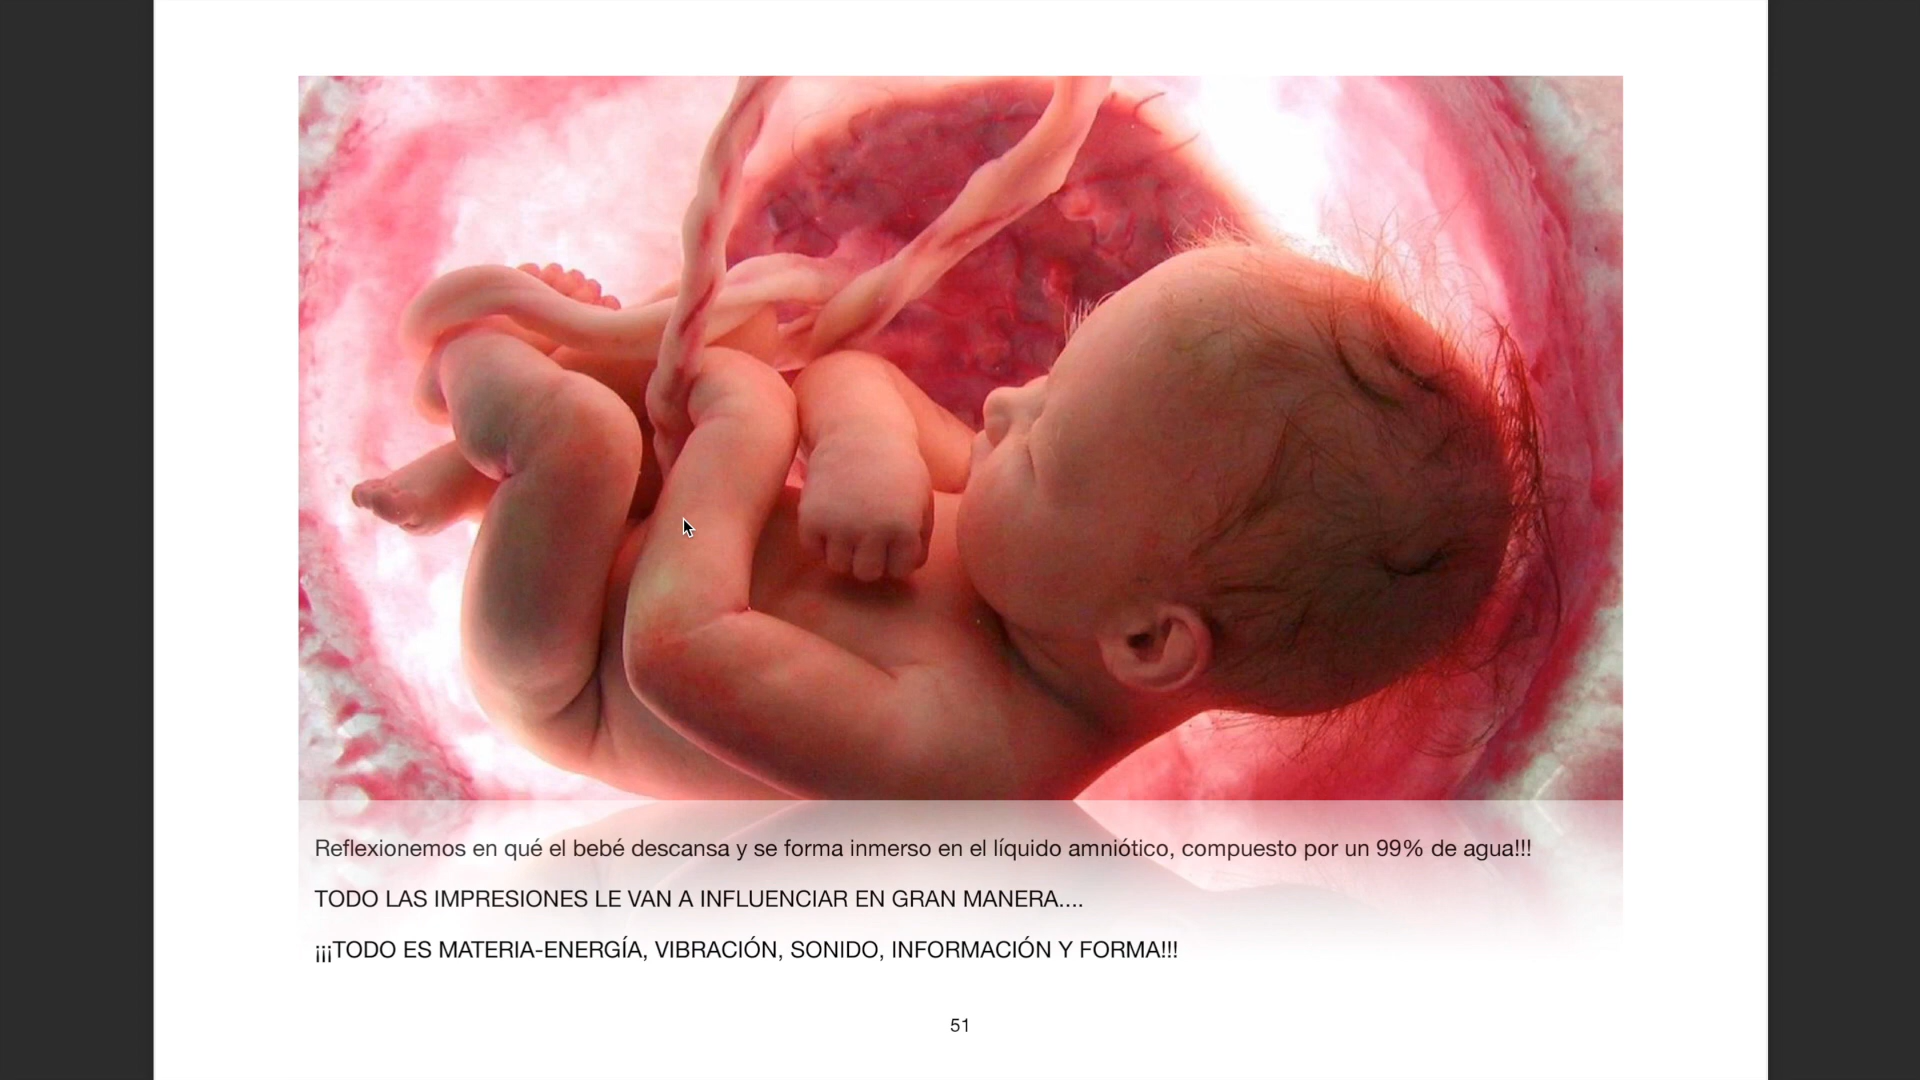 Reflexionemos en qué el bebé descansa y se forma inmerso en el líquido amniótico, compuesto por un 99% de agua!!!
TODO LAS IMPRESIONES LE VAN A INFLUENCIAR EN GRAN MANERA....
¡¡¡TODO ES MATERIA-ENERGÍA, VIBRACIÓN, SONIDO, INFORMACIÓN Y FORMA!!!
51